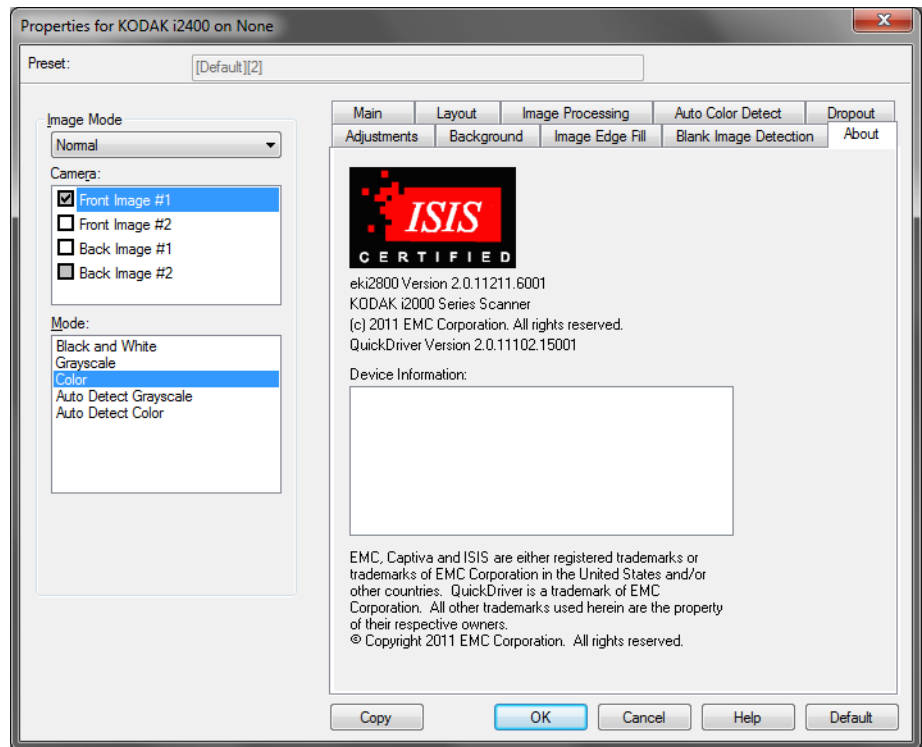 Properties for KODAK i2400 on None
Preset:
[Default][2]
Image Mode
Normal
Camera:
Front Image #1
Front Image #2
Back Image #1
Back Image #2
Mode:
Black and White
Grayscale
Color
Auto Detect Grayscale
Auto Detect Color
Main Layout Image Processing Auto Color Detect Dropout
Adjustments Background Image Edge Fill Blank Image Detection About
ISIS
CERTIFIED
eki2800 Version 2.0.11211.6001
KODAK i2000 Series Scanner
(c) 2011 EMC Corporation. All rights reserved.
QuickDriver Version 2.0.11102.15001
Device Information:
EMC, Captiva and ISIS are either registered trademarks or
trademarks of EMC Corporation in the United States and/or
other countries. QuickDriver is a trademark of EMC
Corporation. All other trademarks used herein are the property
of their respective owners.
© Copyright 2011 EMC Corporation. All rights reserved.
Copy OK Cancel Help Default